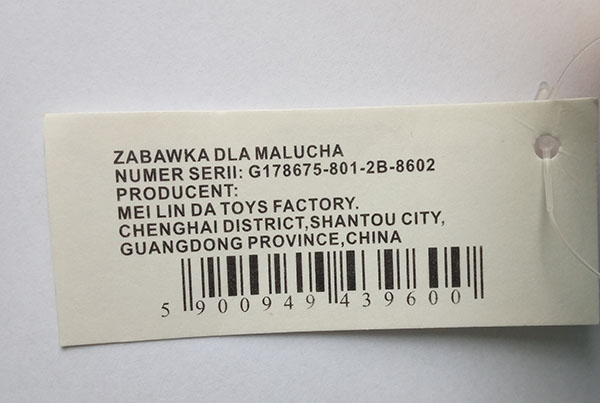 ZABAWKA DLA MALUCHA
NUMER SERII: G178675-801-2B-8602
PRODUCENT:
MEI LIN DA TOYS FACTORY.
CHENGHAI DISTRICT,SHANTOU CITY,
GUANGDONG PROVINCE,CHINA
5 900949 439600